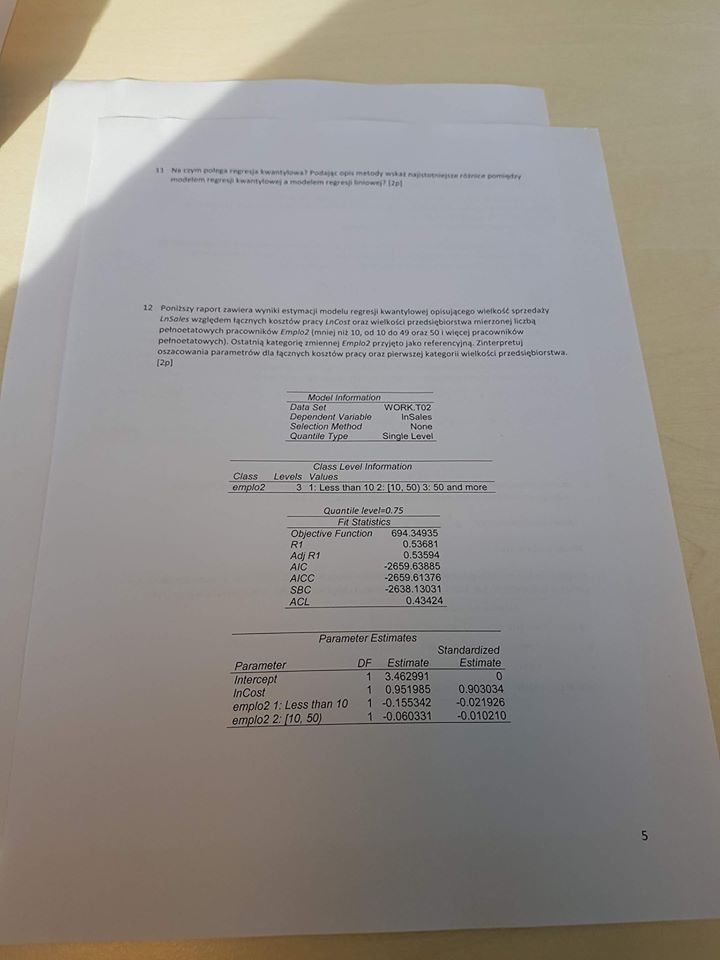 11 Na czym polega regresja kwantylowa? Podając opis metody wskaż najistotniejsze różnice pomiędzy
modelem regresji kwantylowej a modelem regresji liniowej? [2p]
12 Poniższy raport zawiera wyniki estymacji modelu regresji kwantylowej opisującego wielkość sprzedaży
LnSales względem łącznych kosztów pracy LnCost oraz wielkości przedsiębiorstwa mierzonej liczbą
pełnoetatowych pracowników Emplo2 (mniej niż 10, od 10 do 49 oraz 50 i więcej pracowników
pełnoetatowych). Ostatnią kategorię zmiennej Emplo2 przyjęto jako referencyjną. Zinterpretuj
oszacowania parametrów dla łącznych kosztów pracy oraz pierwszej kategorii wielkości przedsiębiorstwa.
[2p]
Model Information
Data Set WORK.T02
Dependent Variable lnSales
Selection Method None
Quantile Type Single Level
Class Level Information
Class Levels Values
emplo2 3 1: Less than 10 2: [10, 50) 3: 50 and more
Quantile level=0.75
Fit Statistics
Objective Function 694.34935
R1 0.53681
Adj R1 0.53594
AIC -2659.63885
AICC -2659.61376
SBC -2638.13031
ACL 0.43424
Parameter Estimates
Standardized
Parameter DF Estimate Estimate
Intercept 1 3.462991 0
lnCost 1 0.951985 0.903034
emplo2 1: Less than 10 1 -0.155342 -0.021926
emplo2 2: [10, 50) 1 -0.060331 -0.010210
5